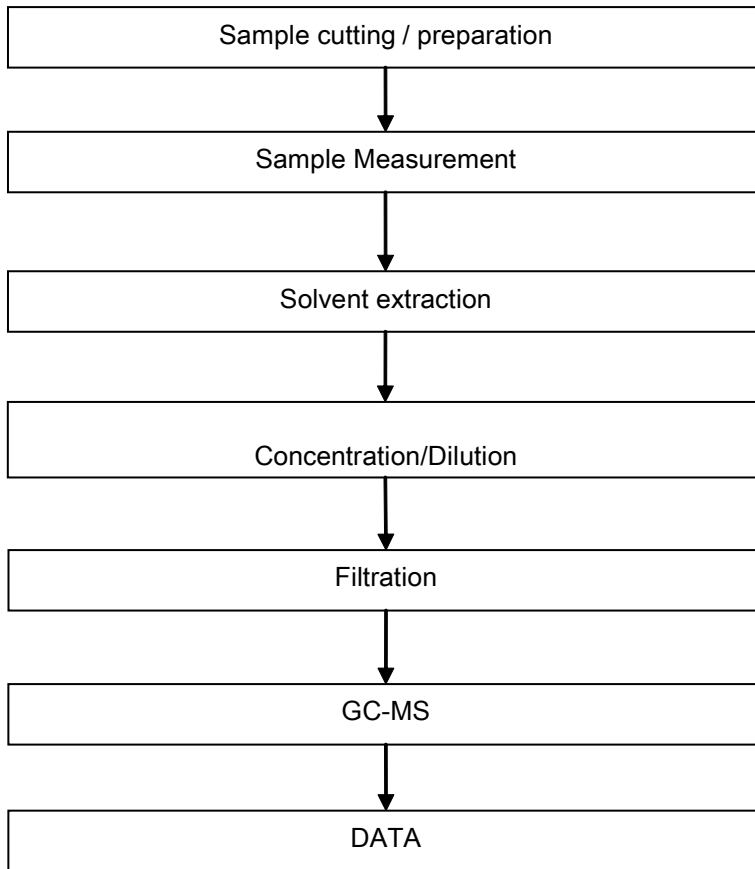 Sample cutting / preparation
Sample Measurement
Solvent extraction
Concentration/Dilution
Filtration
GC-MS
DATA